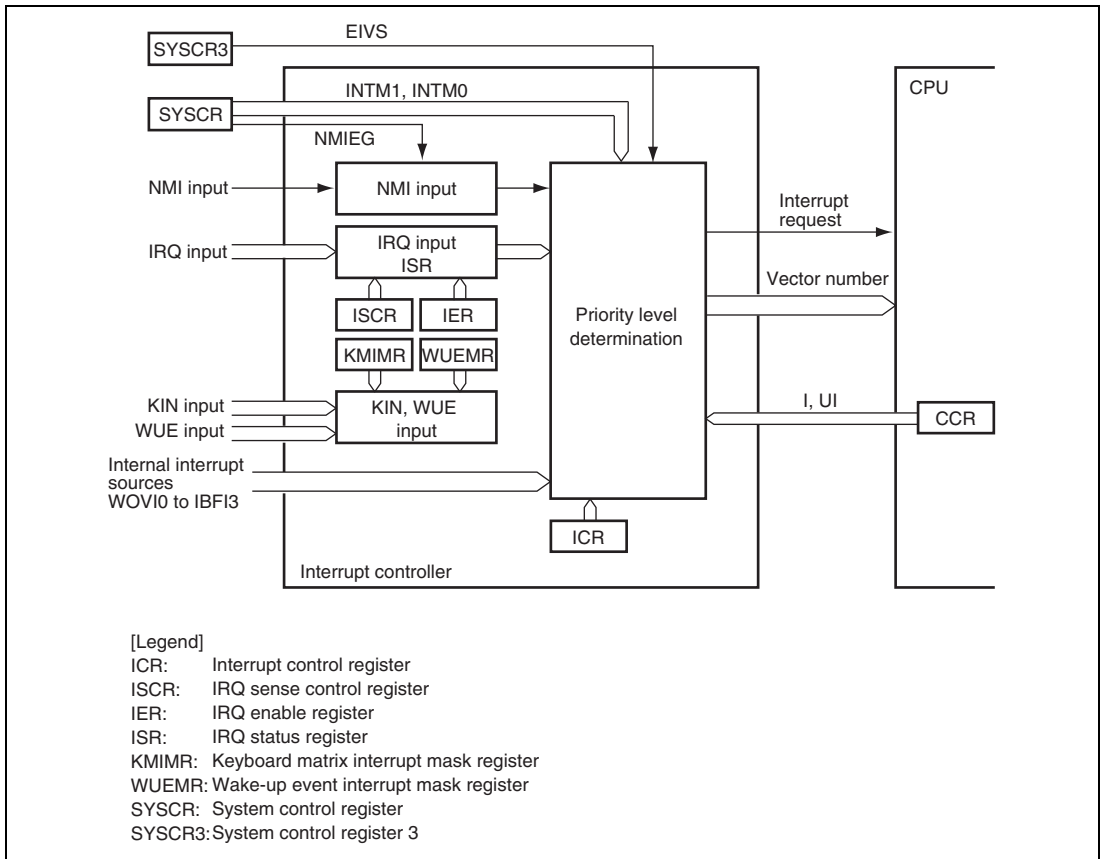 EIVS
SYSCR3
INTM1, INTM0
CPU
SYSCR
NMIEG
NMI input
NMI input
Interrupt
request
IRQ input
IRQ input
ISR
Vector number
ISCR
IER
Priority level
determination
KMIMR
WUEMR
I, UI
KIN input
KIN, WUE
input
CCR
WUE input
Internal interrupt
sources
WOVI0 to IBFI3
ICR
Interrupt controller
[Legend]
ICR: Interrupt control register
ISCR: IRQ sense control register
IER: IRQ enable register
ISR: IRQ status register
KMIMR: Keyboard matrix interrupt mask register
WUEMR: Wake-up event interrupt mask register
SYSCR: System control register
SYSCR3: System control register 3